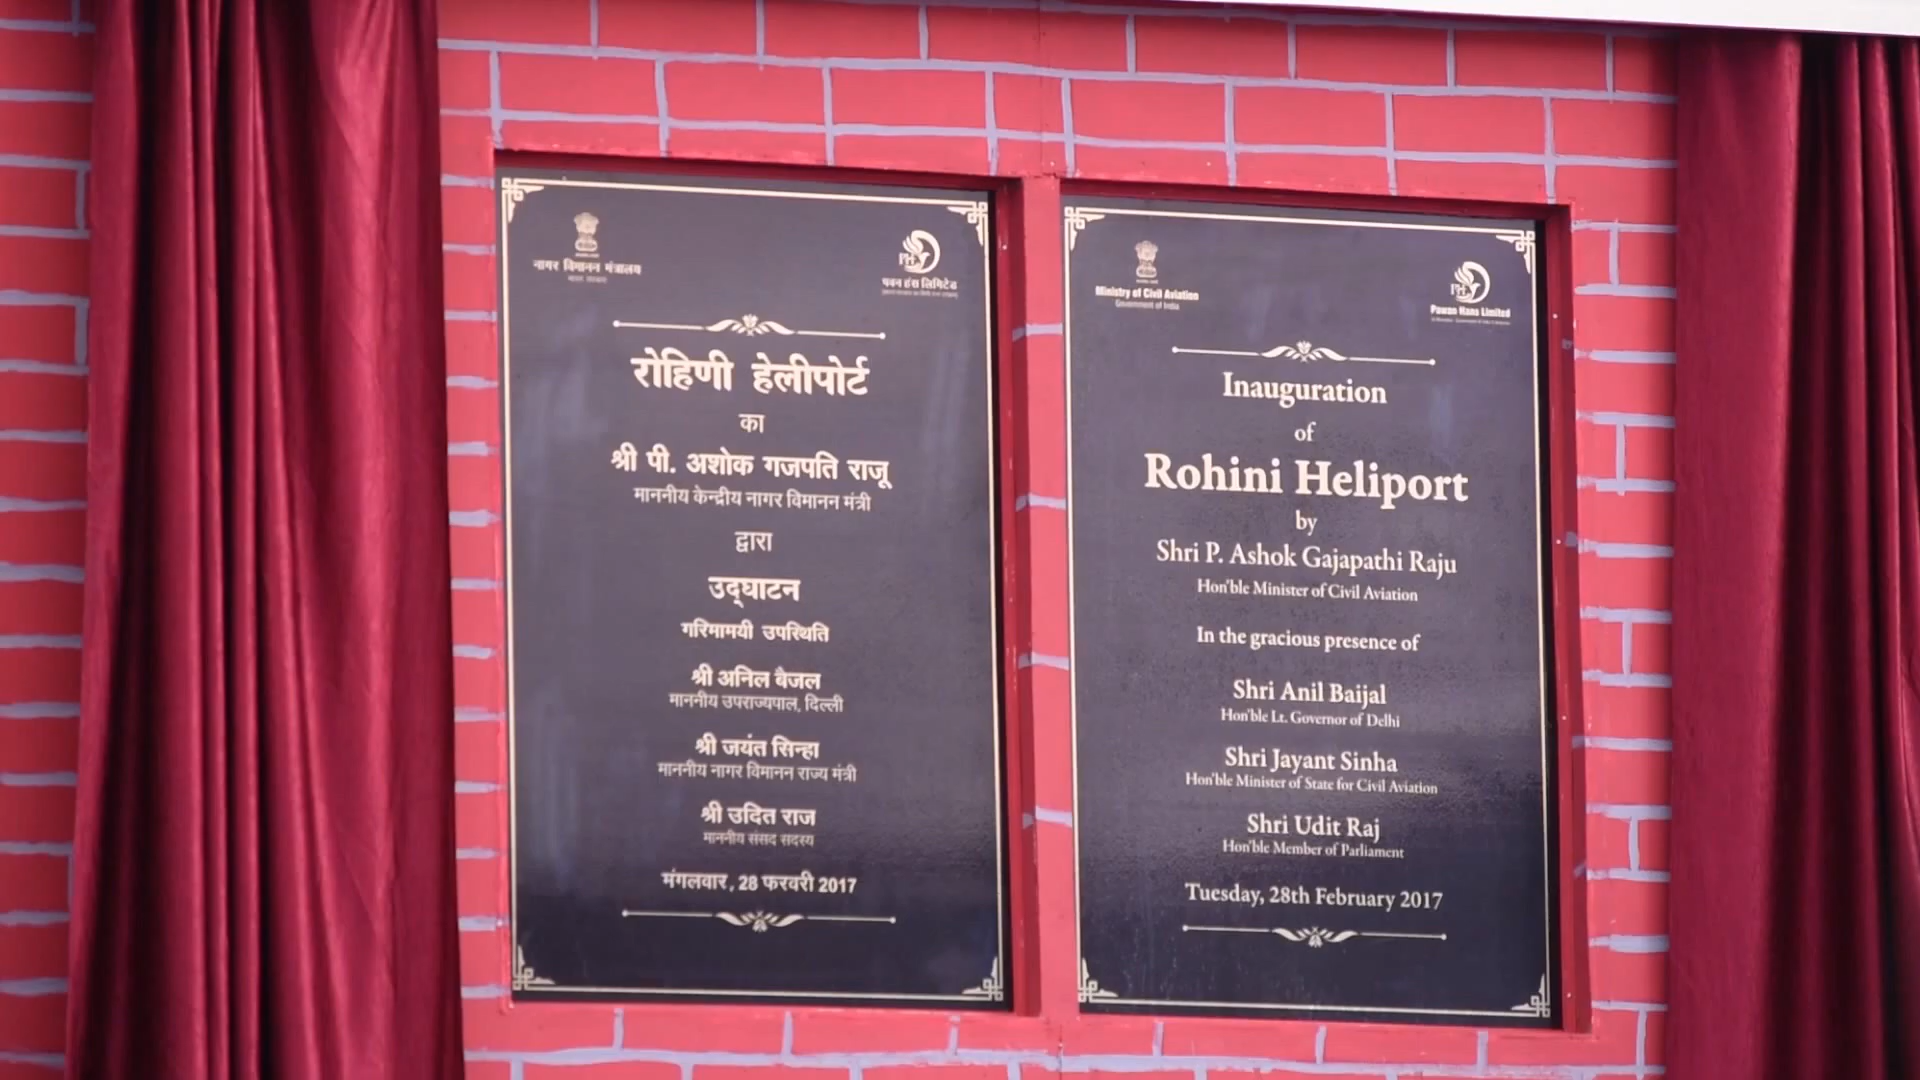 नागर विमानन मंत्रालय
भारत सरकार
पवन हंस लिमिटेड
रोहिणी हेलीपोर्ट
का
श्री पी. अशोक गजपति राजू
माननीय केन्द्रीय नागर विमानन मंत्री
द्वारा
उद्घाटन
गरिमामयी उपस्थिति
श्री अनिल बैजल
माननीय उपराज्यपाल, दिल्ली
श्री जयंत सिन्हा
माननीय नागर विमानन राज्य मंत्री
श्री उदित राज
माननीय संसद सदस्य
मंगलवार, 28 फरवरी 2017
Ministry of Civil Aviation
Government of India
Pawan Hans Limited
Inauguration
of
Rohini Heliport
by
Shri P. Ashok Gajapathi Raju
Hon'ble Minister of Civil Aviation
In the gracious presence of
Shri Anil Baijal
Hon'ble Lt. Governor of Delhi
Shri Jayant Sinha
Hon'ble Minister of State for Civil Aviation
Shri Udit Raj
Hon'ble Member of Parliament
Tuesday, 28th February 2017